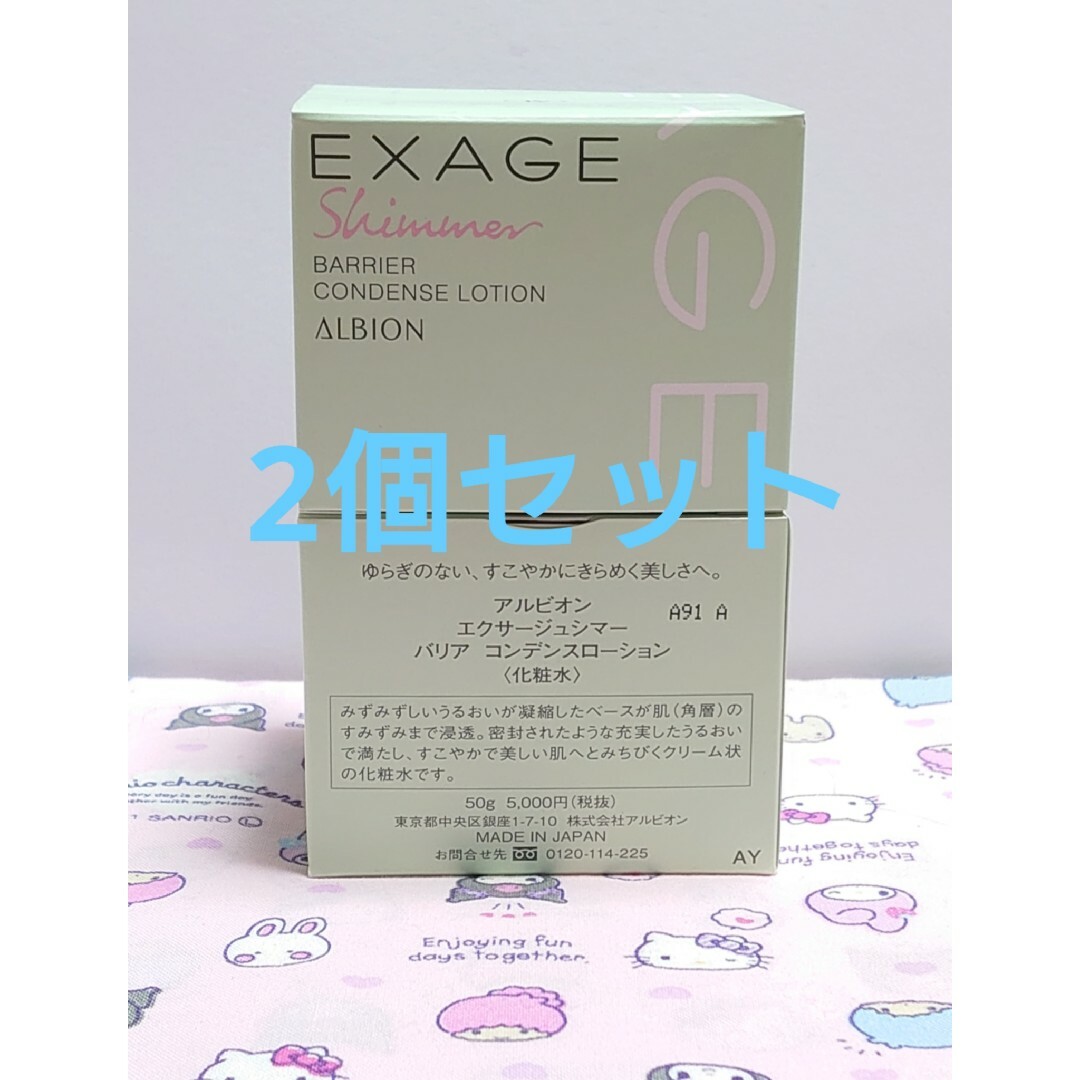 EXAGE
Shimmer
BARRIER
CONDENSE LOTION
ALBION
GE
2個セット
ゆらぎのない、すこやかにきらめく美しさへ。
アルビオン
A91 A
エクサージュシマー
バリア コンデンスローション
〈化粧水〉
みずみずしいうるおいが凝縮したベースが肌(角層)の
すみずみまで浸透。密封されたような充実したうるおい
で満たし、すこやかで美しい肌へとみちびくクリーム状
の化粧水です。
50g 5,000円(税抜)
東京都中央区銀座1-7-10 株式会社アルビオン
MADE IN JAPAN
お問合せ先 0120-114-225
AY
characters
SANRIO
Enjoying fun
days together.
Enjoying fun
days together